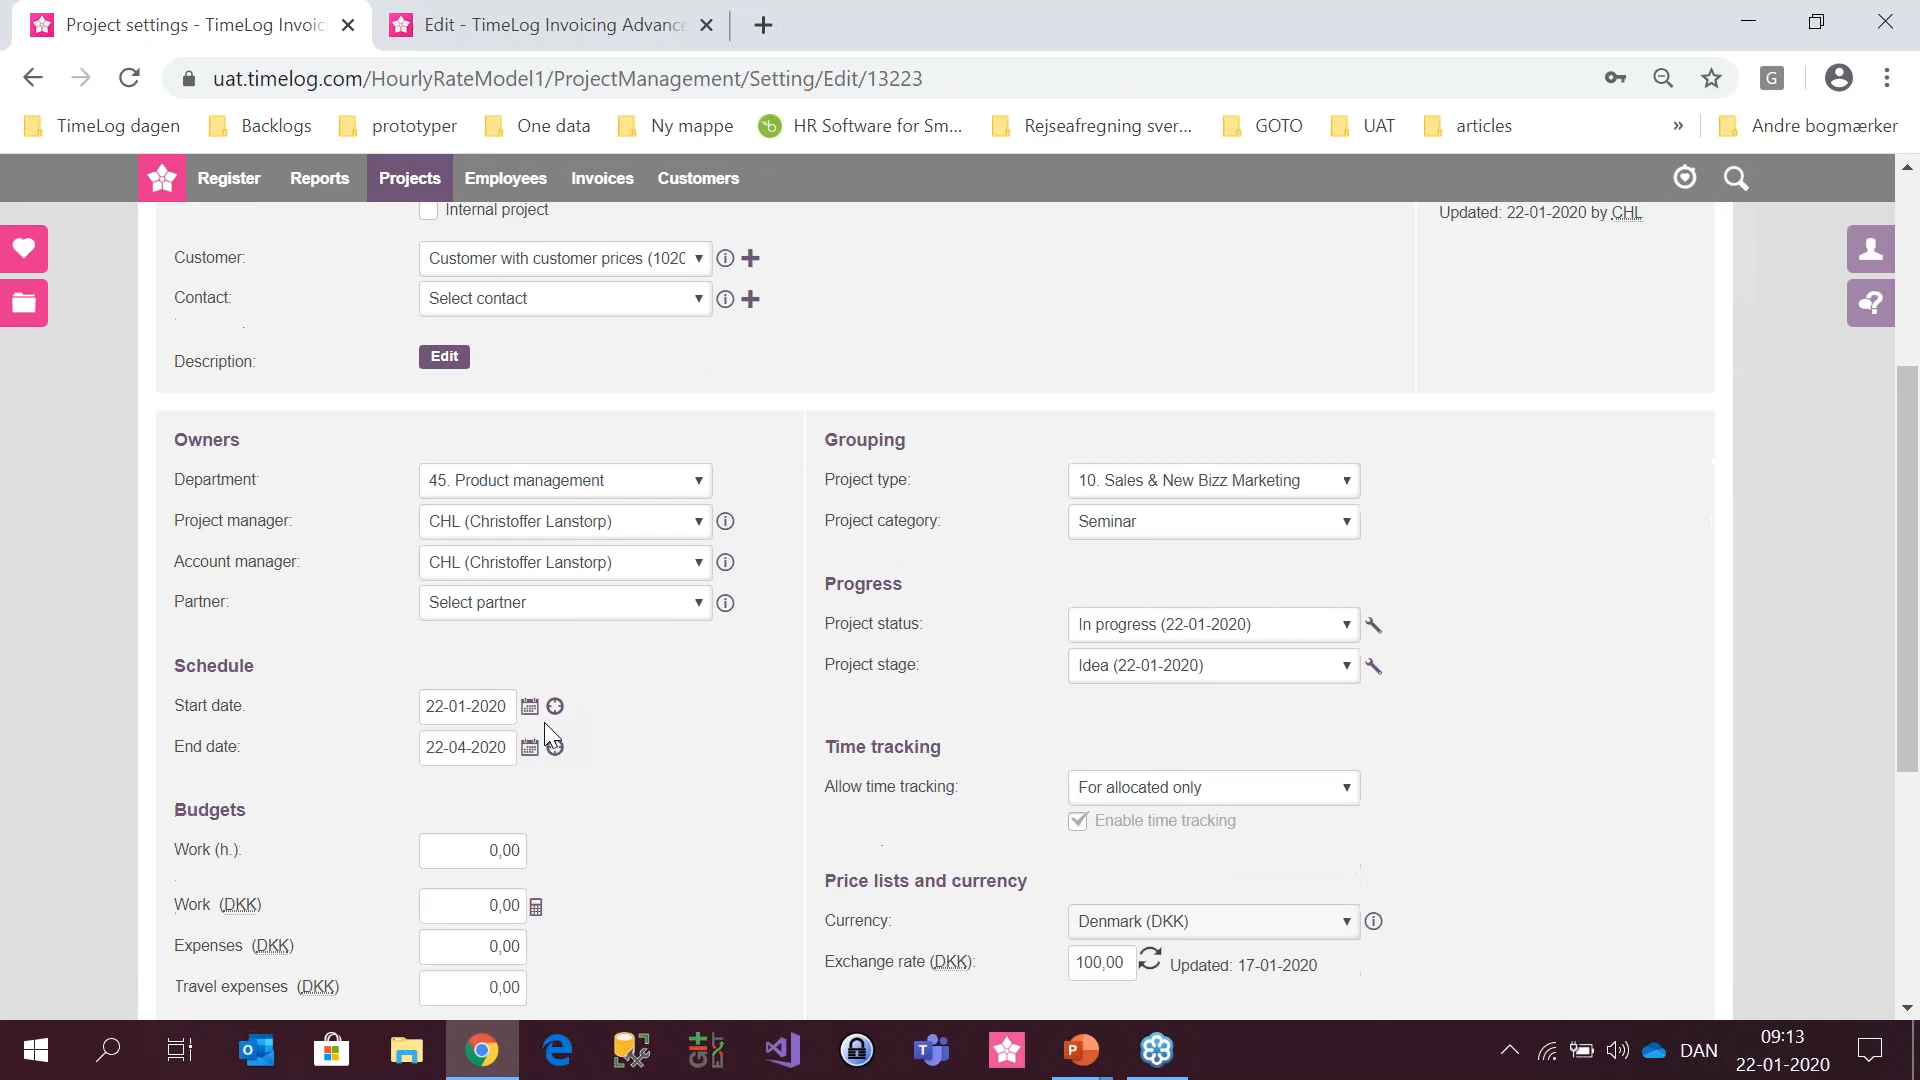 Project settings - TimeLog Invoici
Edit - TimeLog Invoicing Advance
uat.timelog.com/HourlyRateModel1/ProjectManagement/Setting/Edit/13223
G
TimeLog dagen
Backlogs
prototyper
One data
Ny mappe
HR Software for Sm...
Rejseafregning sver...
GOTO
UAT
articles
»
Andre bogmærker
Register
Reports
Projects
Employees
Invoices
Customers
Internal project
Updated: 22-01-2020 by CHL
Customer: Customer with customer prices (1020
Contact: Select contact
Description: Edit
Owners
Department: 45. Product management
Project manager: CHL (Christoffer Lanstorp)
Account manager: CHL (Christoffer Lanstorp)
Partner: Select partner
Schedule
Start date: 22-01-2020
End date: 22-04-2020
Budgets
Work (h.): 0,00
Work (DKK) 0,00
Expenses (DKK) 0,00
Travel expenses (DKK) 0,00
Grouping
Project type: 10. Sales & New Bizz Marketing
Project category: Seminar
Progress
Project status: In progress (22-01-2020)
Project stage: Idea (22-01-2020)
Time tracking
Allow time tracking: For allocated only
Enable time tracking
Price lists and currency
Currency: Denmark (DKK)
Exchange rate (DKK): 100,00 Updated: 17-01-2020
DAN
09:13
22-01-2020